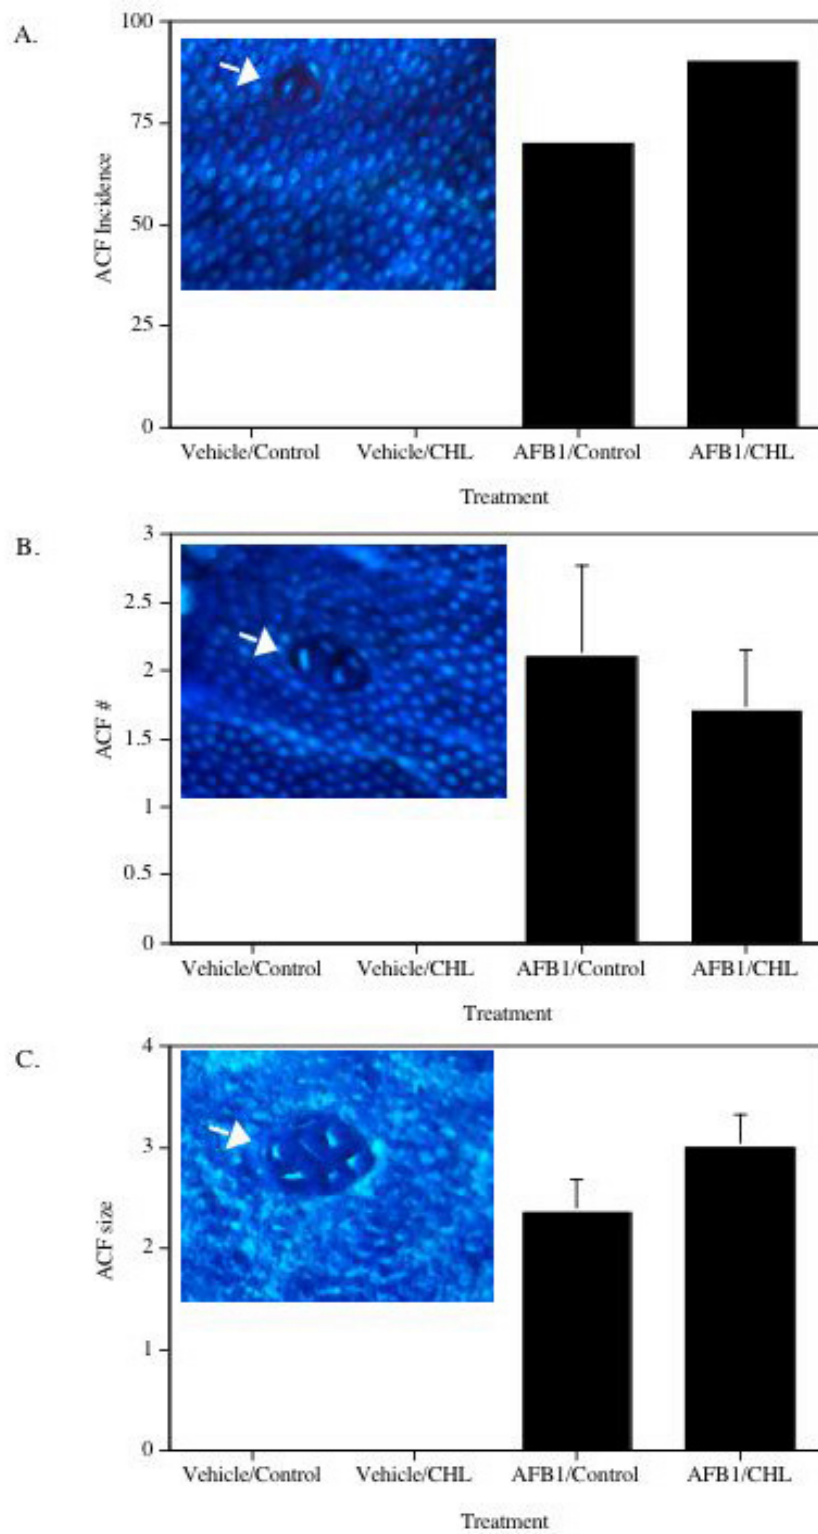 A.
100
75
50
25
0
ACF Incidence
Vehicle/Control Vehicle/CHL AFB1/Control AFB1/CHL
Treatment
B.
3
2.5
2
1.5
1
0.5
0
ACF #
Vehicle/Control Vehicle/CHL AFB1/Control AFB1/CHL
Treatment
C.
4
3
2
1
0
ACF size
Vehicle/Control Vehicle/CHL AFB1/Control AFB1/CHL
Treatment